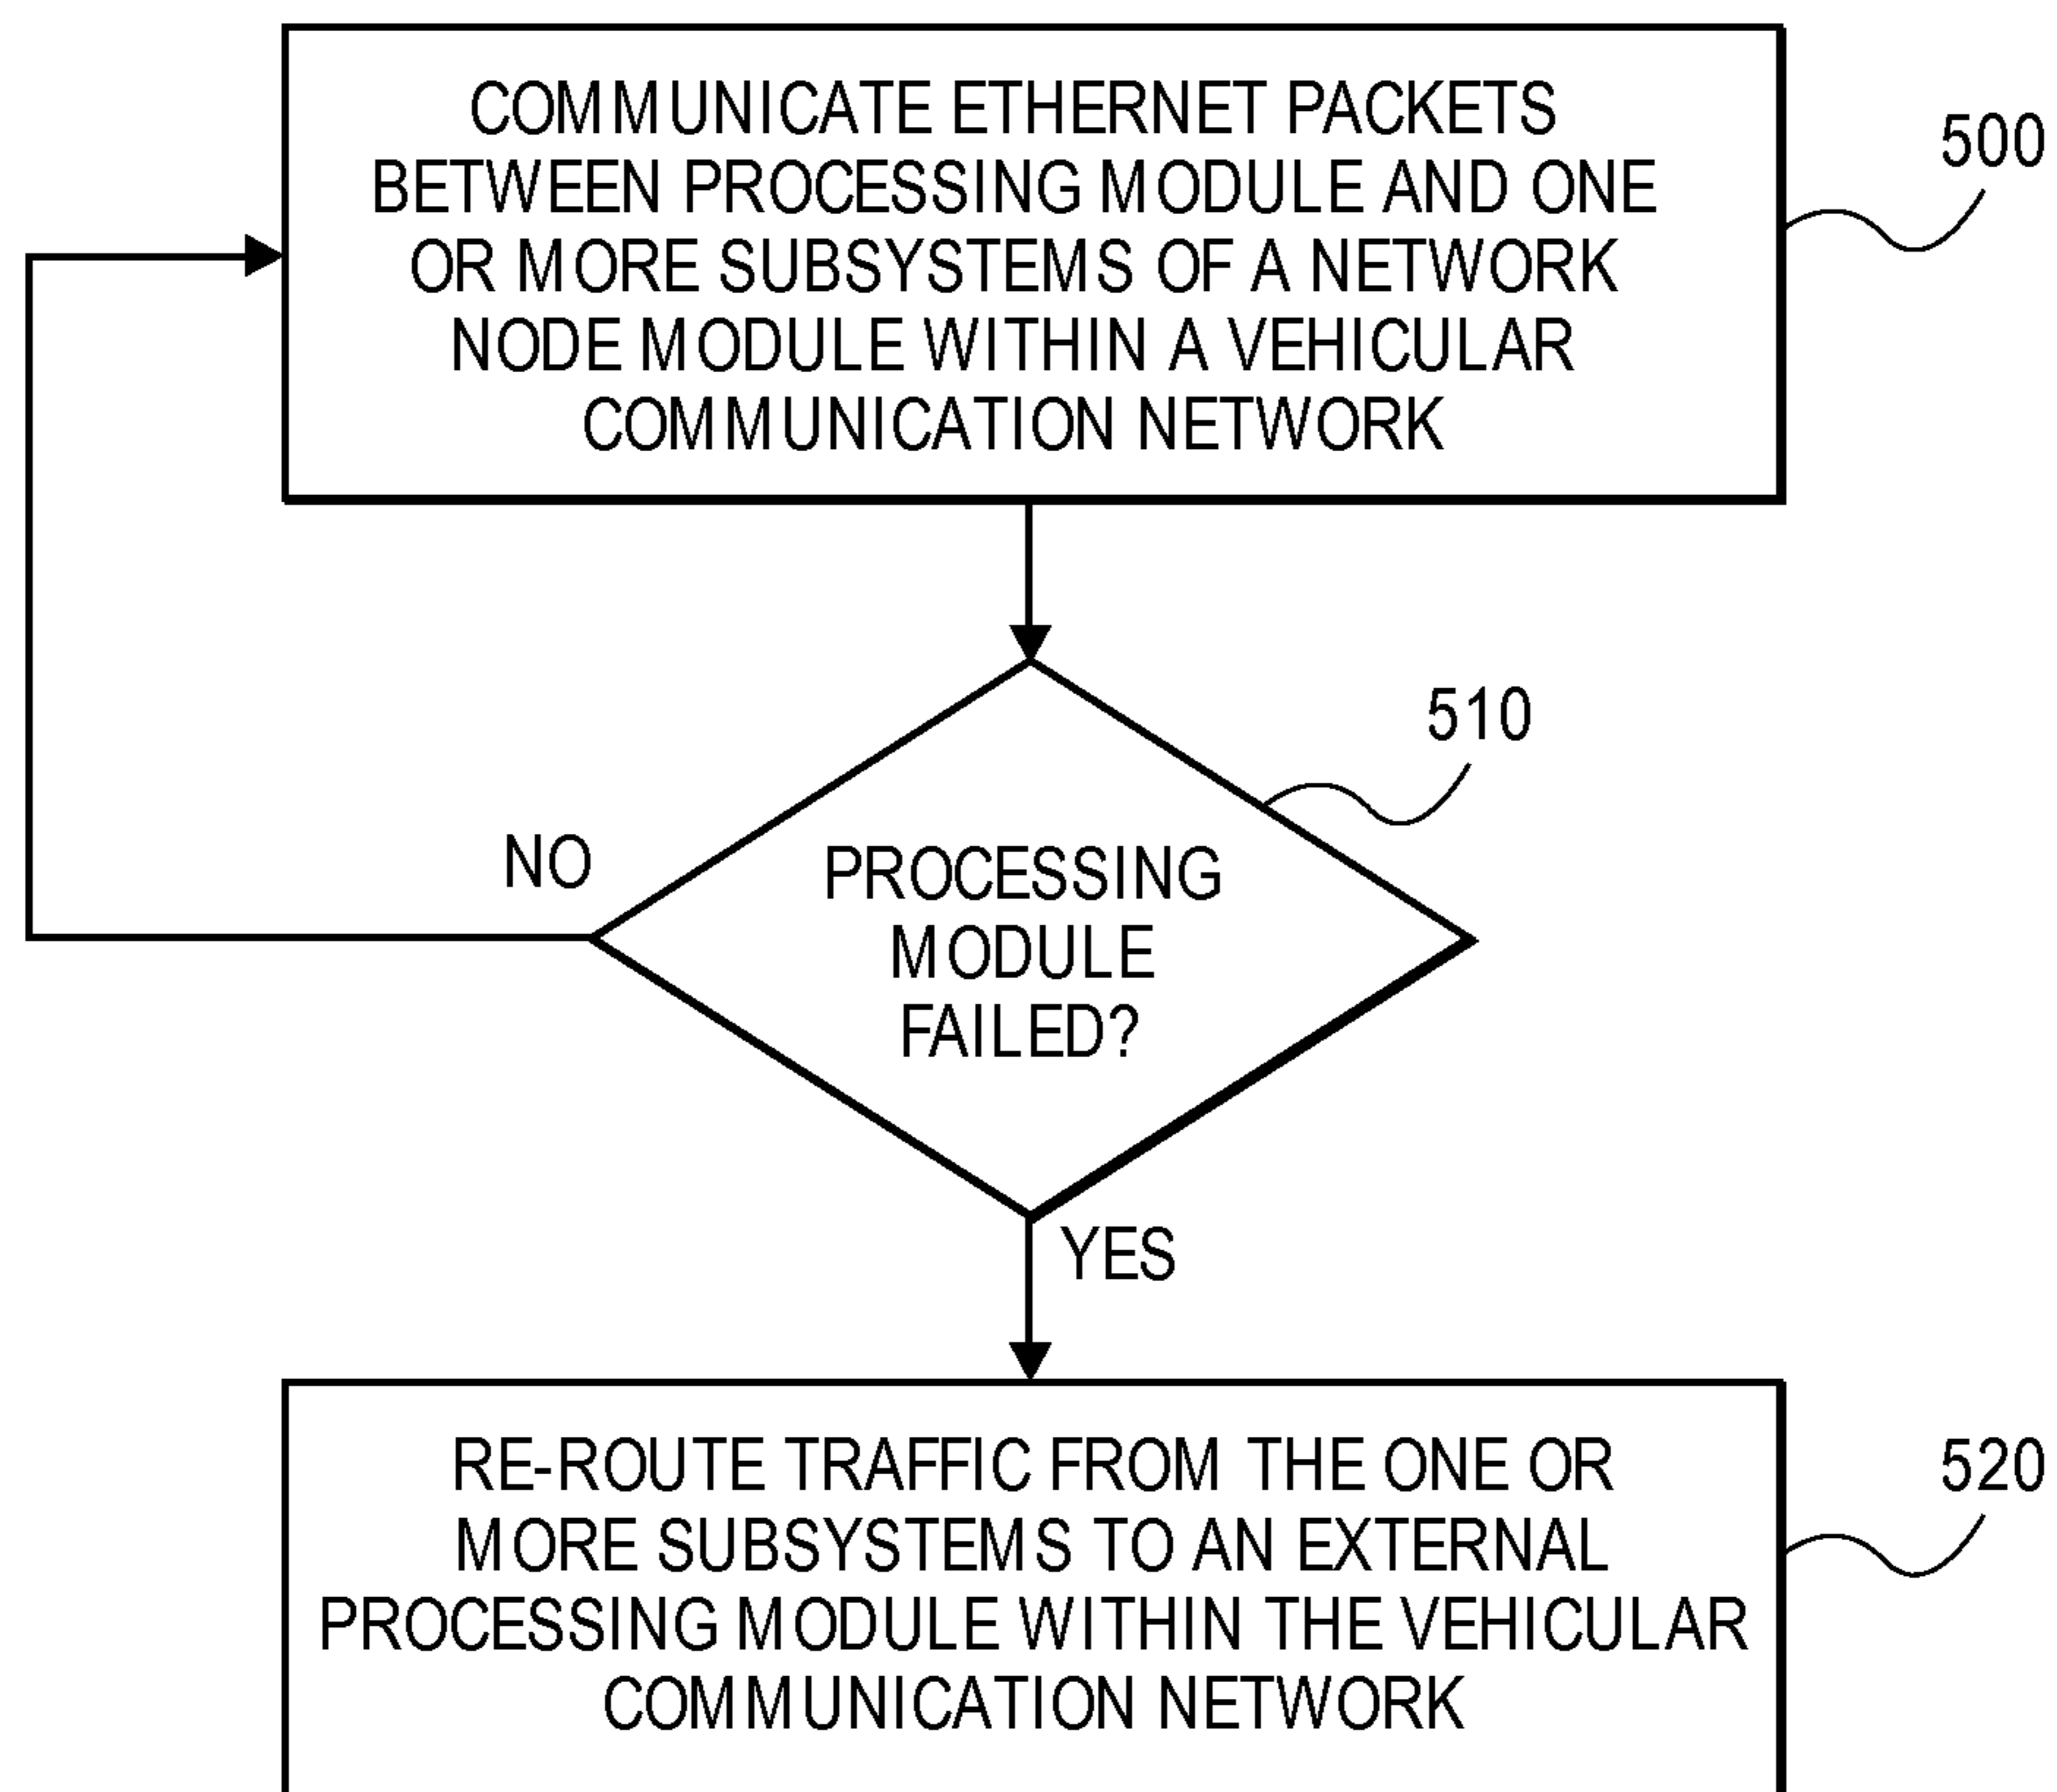 COMMUNICATE ETHERNET PACKETS
BETWEEN PROCESSING MODULE AND ONE
OR MORE SUBSYSTEMS OF A NETWORK
NODE MODULE WITHIN A VEHICULAR
COMMUNICATION NETWORK
500
510
NO
PROCESSING
MODULE
FAILED?
YES
RE-ROUTE TRAFFIC FROM THE ONE OR
MORE SUBSYSTEMS TO AN EXTERNAL
PROCESSING MODULE WITHIN THE VEHICULAR
COMMUNICATION NETWORK
520